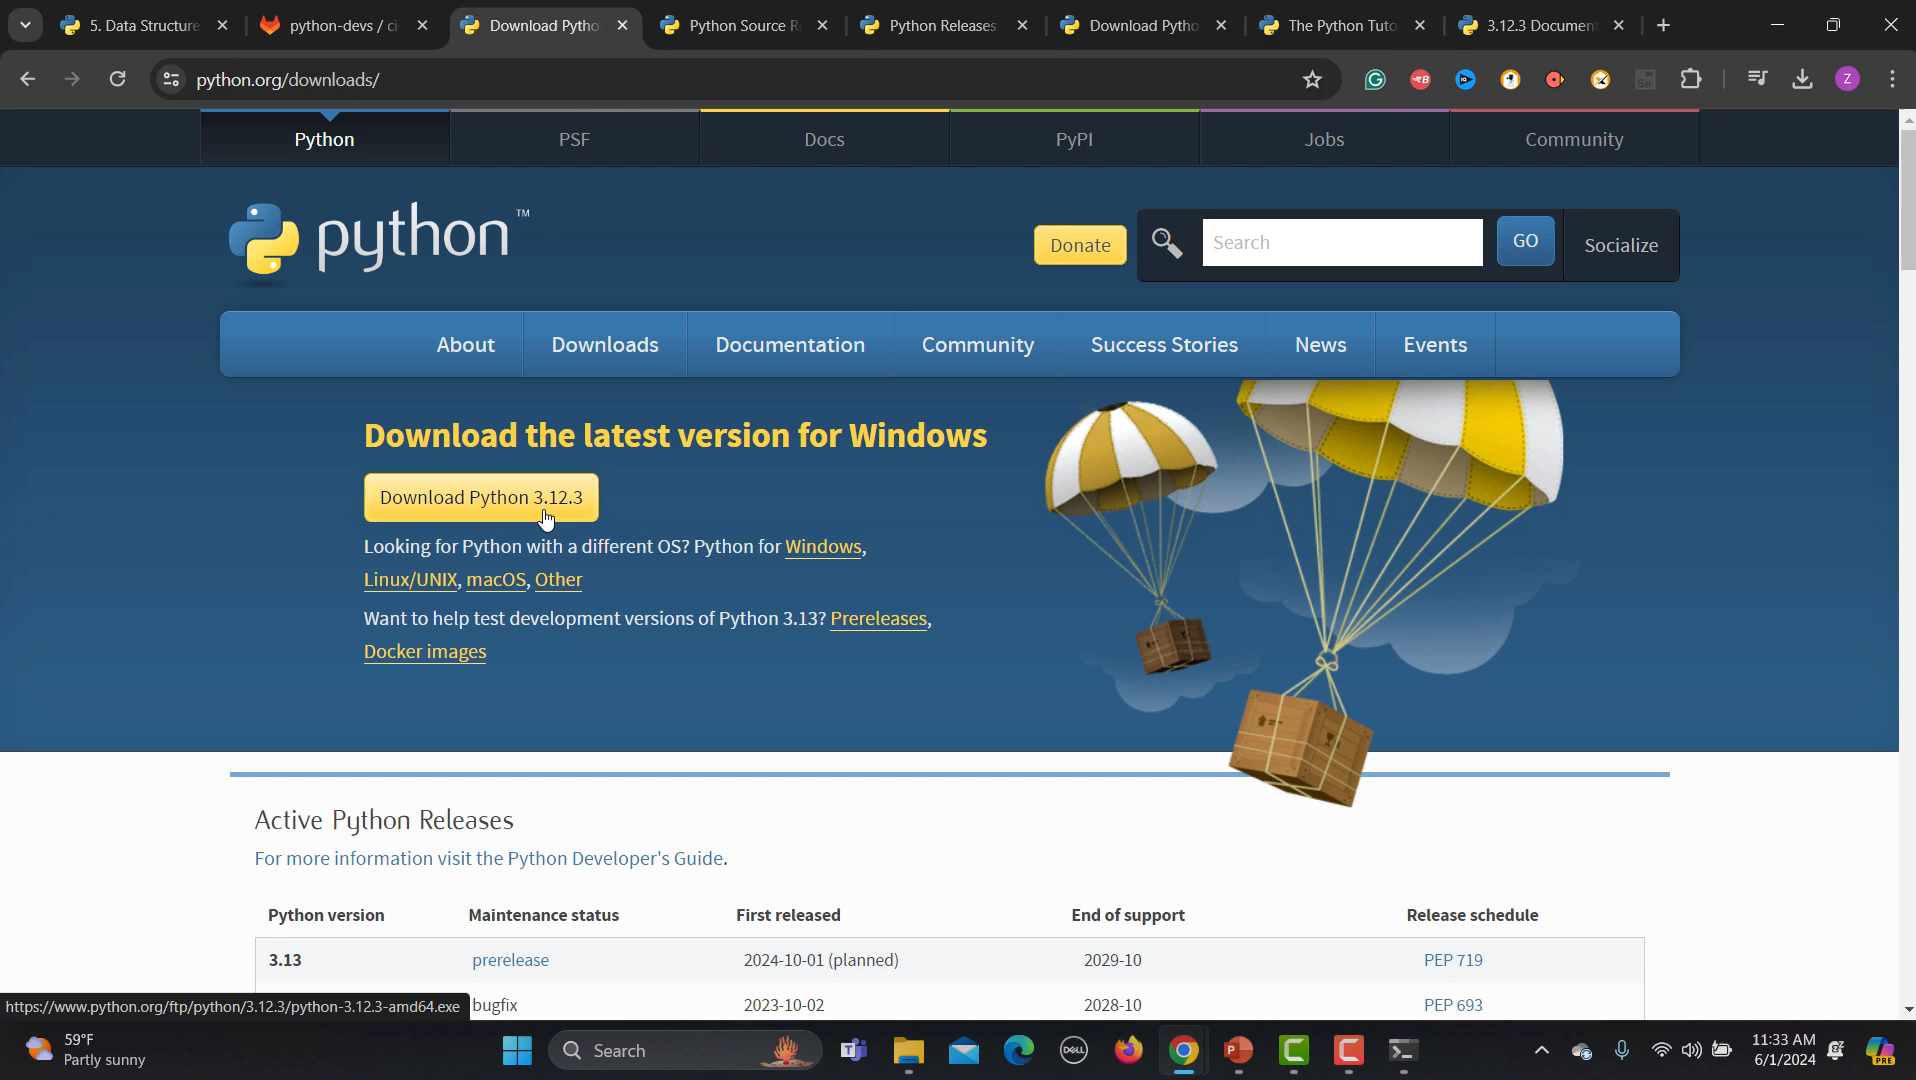 5. Data Structure
python-devs / ci
Download Pytho
Python Source R
Python Releases
Download Pytho
The Python Tuto
3.12.3 Document
python.org/downloads/
Z
Python
PSF
Docs
PyPI
Jobs
Community
python™
Donate
Search
GO
Socialize
About
Downloads
Documentation
Community
Success Stories
News
Events
Download the latest version for Windows
Download Python 3.12.3
Looking for Python with a different OS? Python for Windows,
Linux/UNIX, macOS, Other
Want to help test development versions of Python 3.13? Prereleases,
Docker images
Active Python Releases
For more information visit the Python Developer's Guide.
Python version Maintenance status First released End of support Release schedule
3.13 prerelease 2024-10-01 (planned) 2029-10 PEP 719
bugfix 2023-10-02 2028-10 PEP 693
https://www.python.org/ftp/python/3.12.3/python-3.12.3-amd64.exe
59°F
Partly sunny
Search
DELL
11:33 AM
6/1/2024
PRE